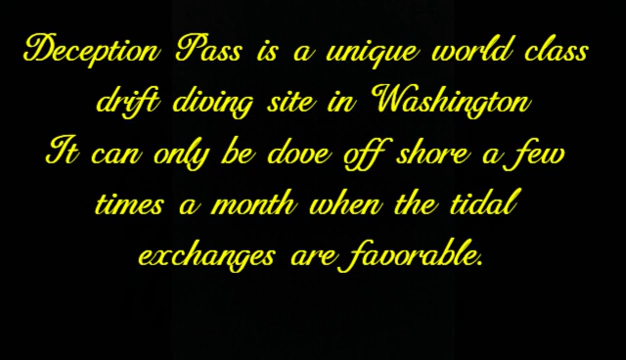 Deception Pass is a unique world class
drift diving site in Washington
It can only be dove off shore a few
times a month when the tidal
exchanges are favorable.